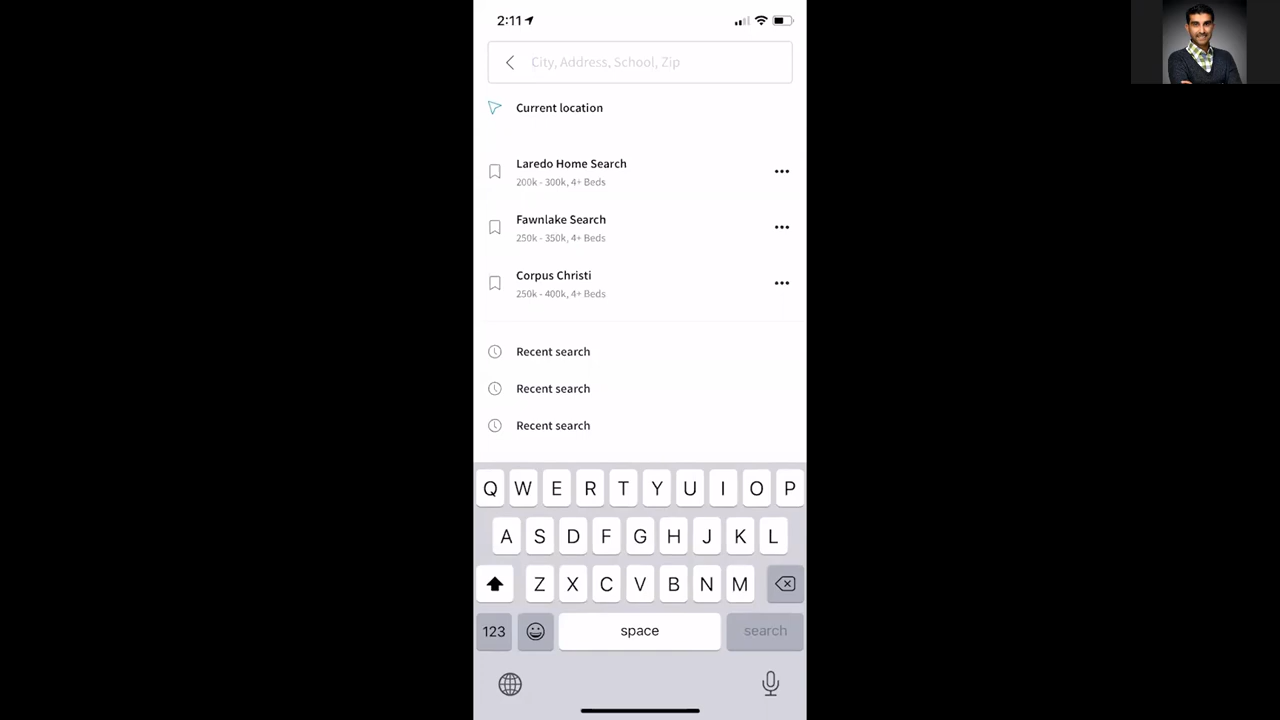 2:11
City, Address, School, Zip
Current location
Laredo Home Search
200k - 300k, 4+ Beds
Fawnlake Search
250k - 350k, 4+ Beds
Corpus Christi
250k - 400k, 4+ Beds
Recent search
Recent search
Recent search
Q W E R T Y U I O P
A S D F G H J K L
Z X C V B N M
123 space search